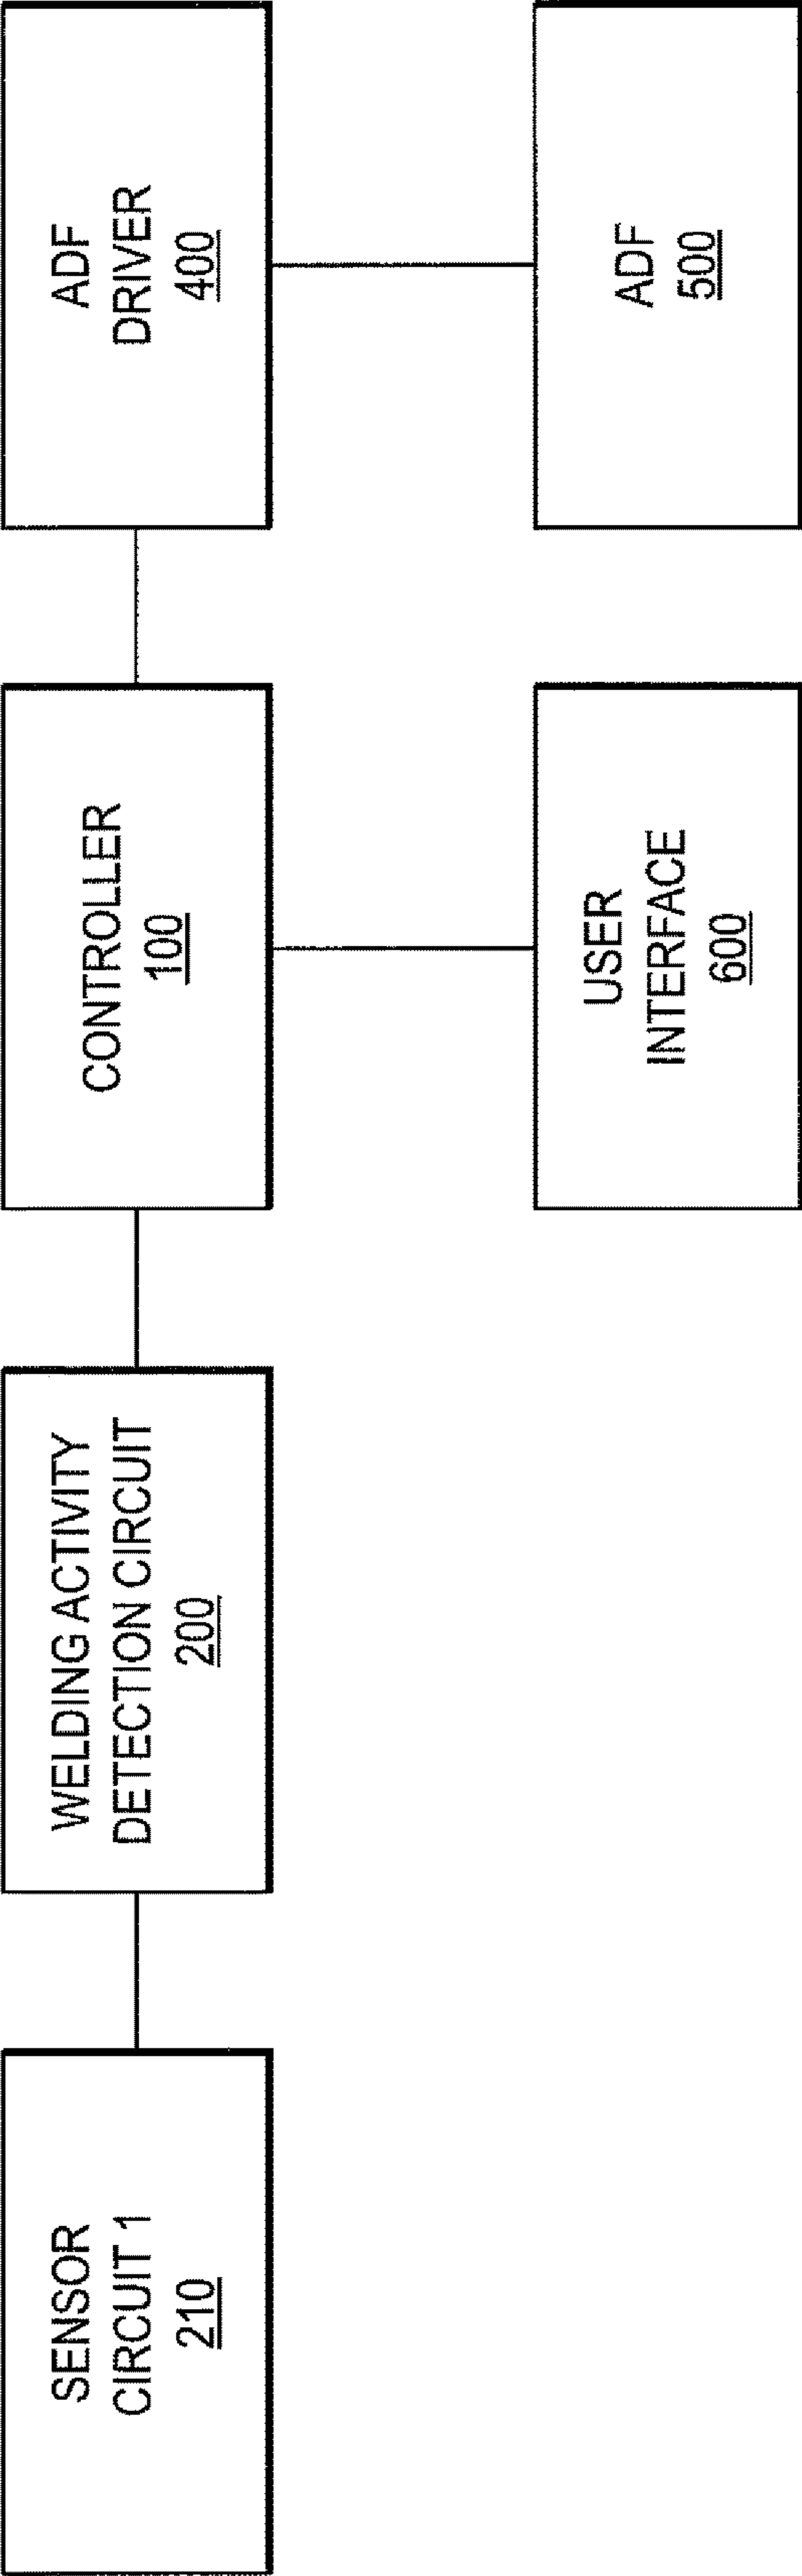 SENSOR
CIRCUIT 1
210
WELDING ACTIVITY
DETECTION CIRCUIT
200
CONTROLLER
100
ADF
DRIVER
400
USER
INTERFACE
600
ADF
500